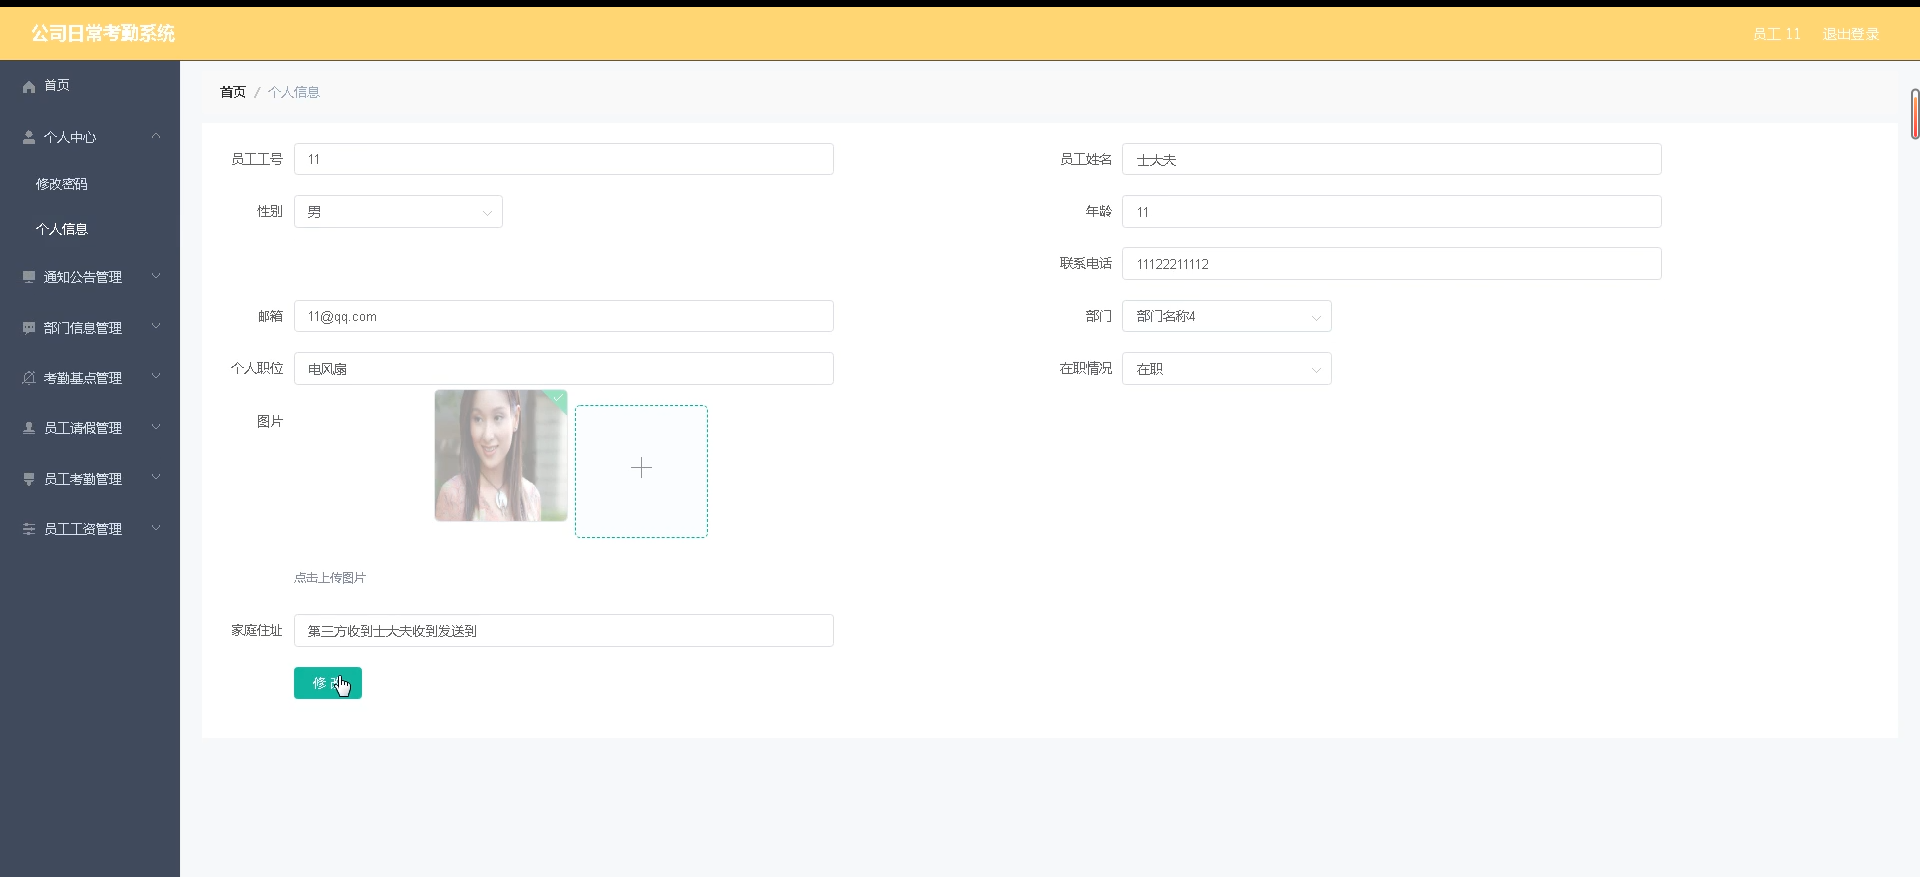 公司日常考勤系统
员工 11
退出登录
首页
个人中心
修改密码
个人信息
通知公告管理
部门信息管理
考勤基点管理
员工请假管理
员工考勤管理
员工工资管理
首页 / 个人信息
员工工号 11
员工姓名 士大夫
性别 男
年龄 11
联系电话 11122211112
邮箱 11@qq.com
部门 部门名称4
个人职位 电风扇
在职情况 在职
图片
点击上传图片
家庭住址 第三方收到士大夫收到发送到
修